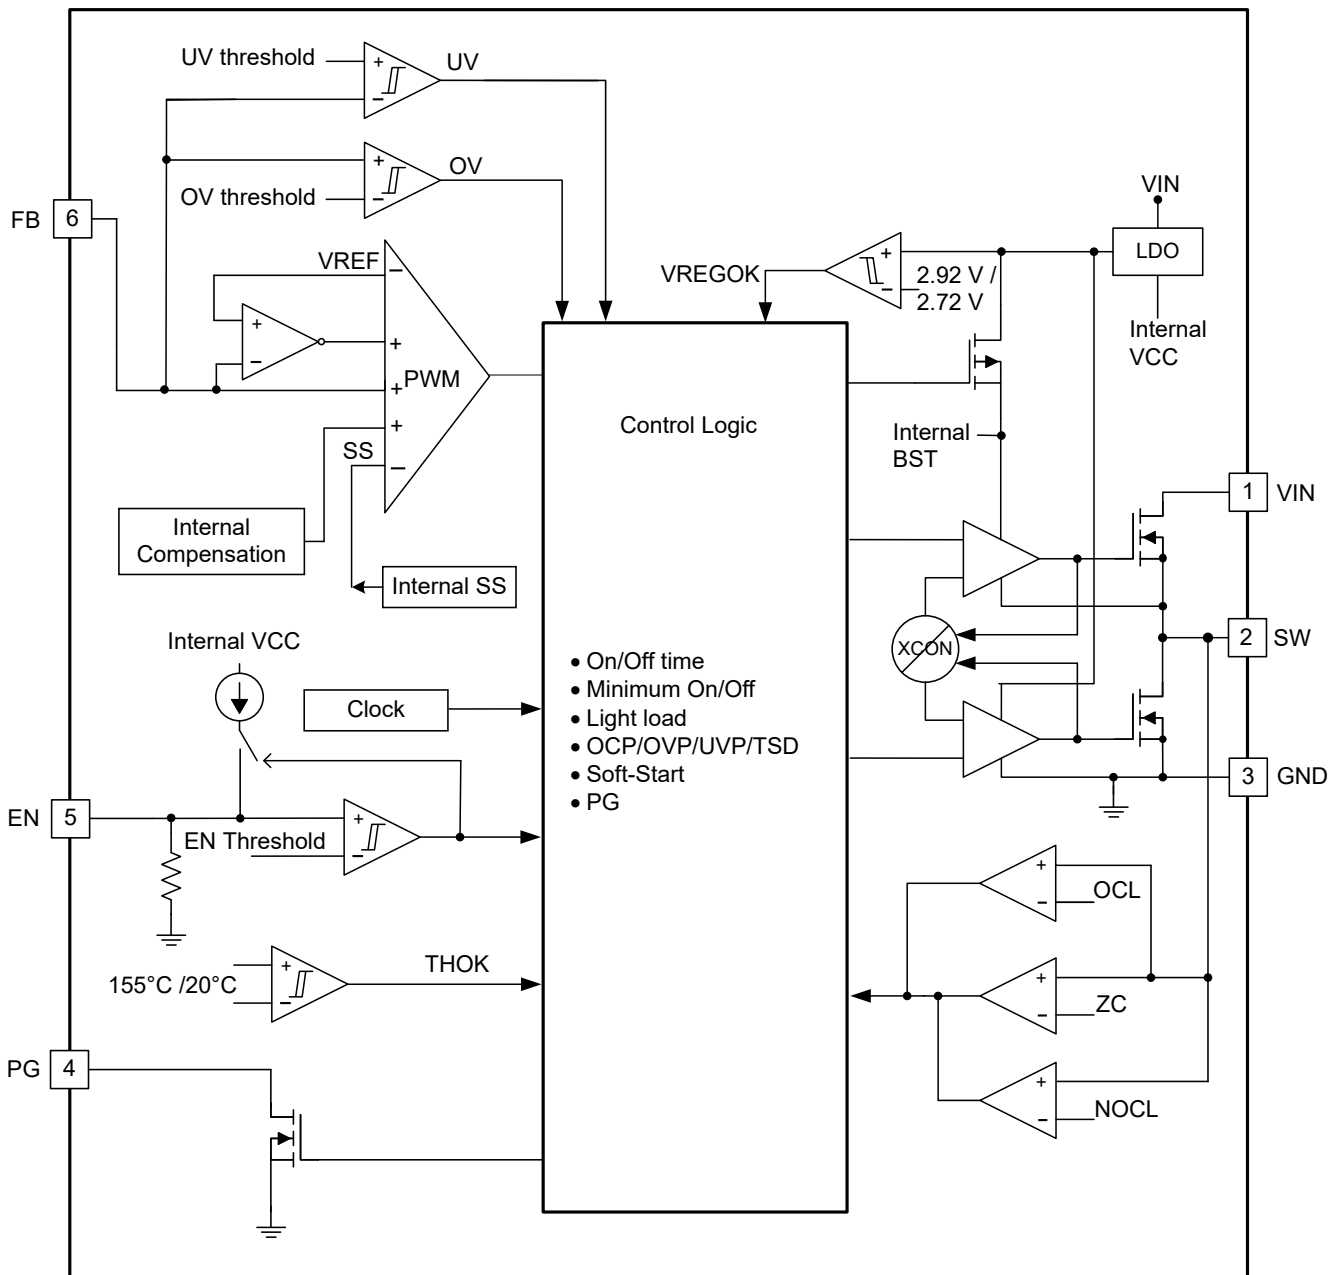 UV threshold
+
−
UV
+
−
OV
OV threshold
VIN
LDO
FB
6
VREF
−
+
−
+
+
PWM
+
SS
−
VREGOK
+
−
2.92 V /
2.72 V
Internal
VCC
Control Logic
Internal
BST
1
VIN
Internal
Compensation
Internal SS
Internal VCC
XCON
2
SW
• On/Off time
• Minimum On/Off
• Light load
• OCP/OVP/UVP/TSD
• Soft-Start
• PG
Clock
3
GND
EN
5
+
−
EN Threshold
+
−
OCL
155°C /20°C
+
−
THOK
+
−
ZC
PG
4
+
−
NOCL